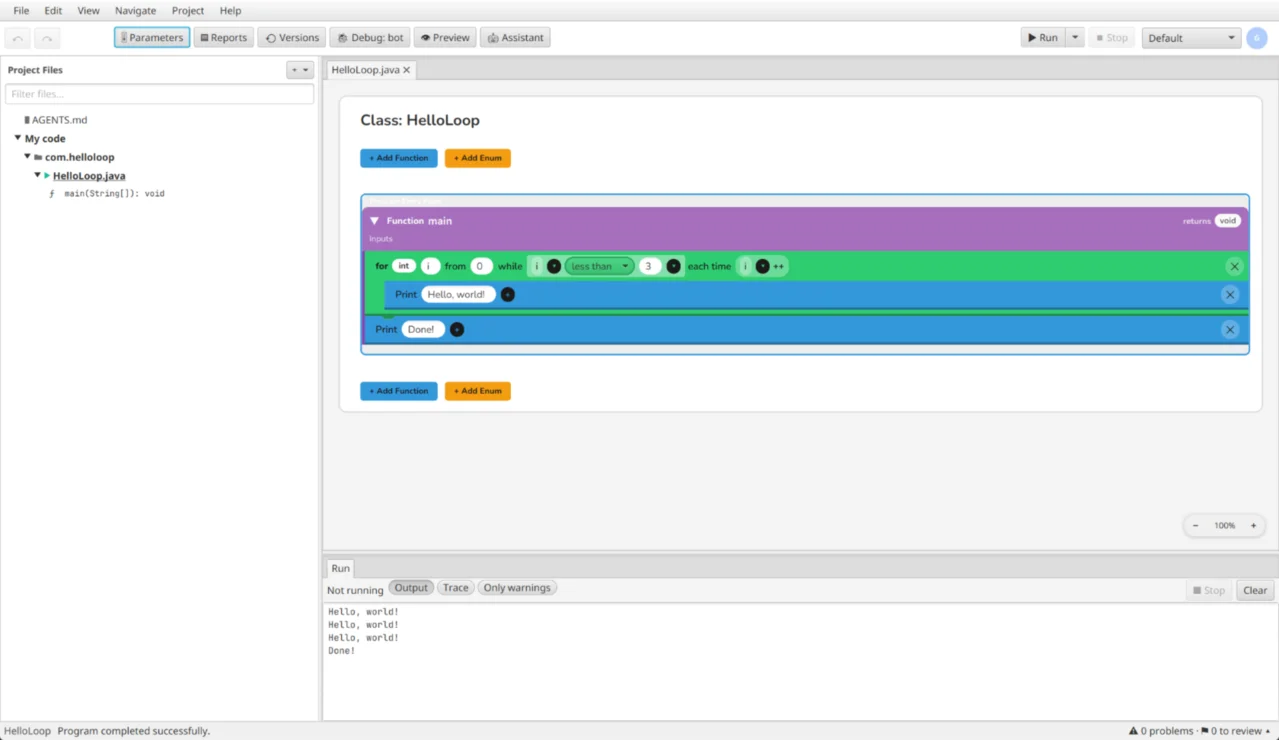 File Edit View Navigate Project Help
Parameters Reports Versions Debug: bot Preview Assistant Run Stop Default
Project Files
HelloLoop.java
Filter files...
AGENTS.md
My code
com.helloloop
HelloLoop.java
main(String[]): void
Class: HelloLoop
+ Add Function + Add Enum
Function main returns void
Inputs
for int i from 0 while i less than 3 each time i ++
Print Hello, world!
Print Done!
+ Add Function + Add Enum
− 100% +
Run
Not running Output Trace Only warnings Stop Clear
Hello, world!
Hello, world!
Hello, world!
Done!
HelloLoop Program completed successfully. 0 problems · 0 to review